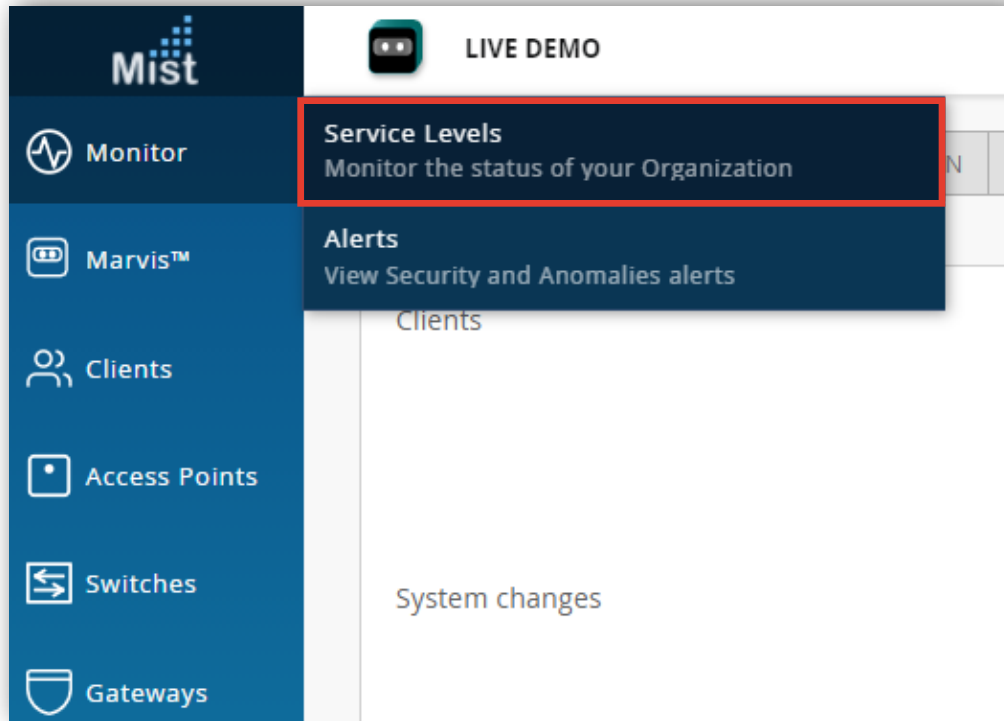 Mist
LIVE DEMO
Monitor
Service Levels
Monitor the status of your Organization
N
Alerts
View Security and Anomalies alerts
Marvis™
Clients
Clients
Access Points
Switches
System changes
Gateways